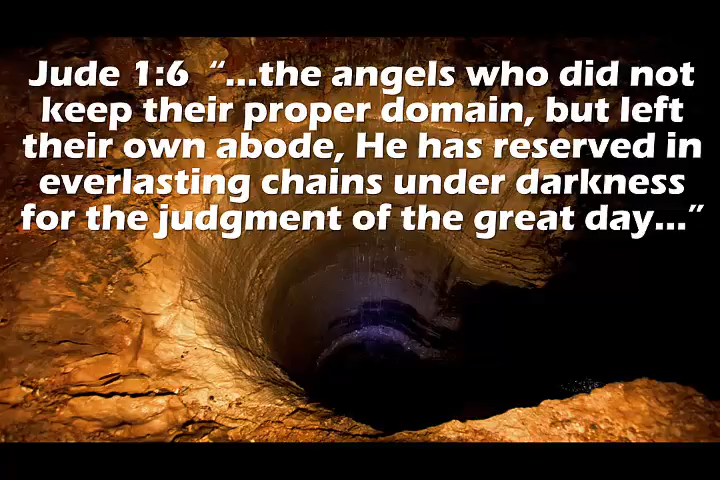 Jude 1:6 “...the angels who did not
keep their proper domain, but left
their own abode, He has reserved in
everlasting chains under darkness
for the judgment of the great day...”